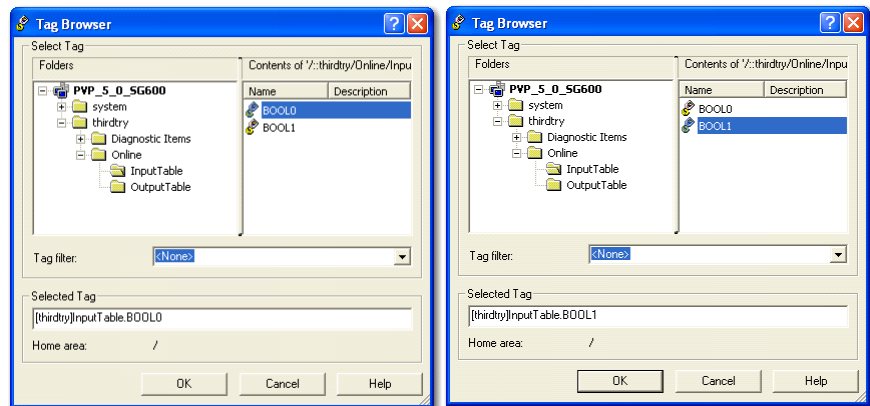 Tag Browser
Select Tag
Folders
Contents of '/::thirdtry/Online/Inpu
PVP_5_0_SG600
system
thirdtry
Diagnostic Items
Online
InputTable
OutputTable
Name Description
BOOL0
BOOL1
Tag filter: <None>
Selected Tag
[thirdtry]InputTable.BOOL0
Home area: /
OK Cancel Help
Tag Browser
Select Tag
Folders
Contents of '/::thirdtry/Online/Inpu
PVP_5_0_SG600
system
thirdtry
Diagnostic Items
Online
InputTable
OutputTable
Name Description
BOOL0
BOOL1
Tag filter: <None>
Selected Tag
[thirdtry]InputTable.BOOL1
Home area: /
OK Cancel Help